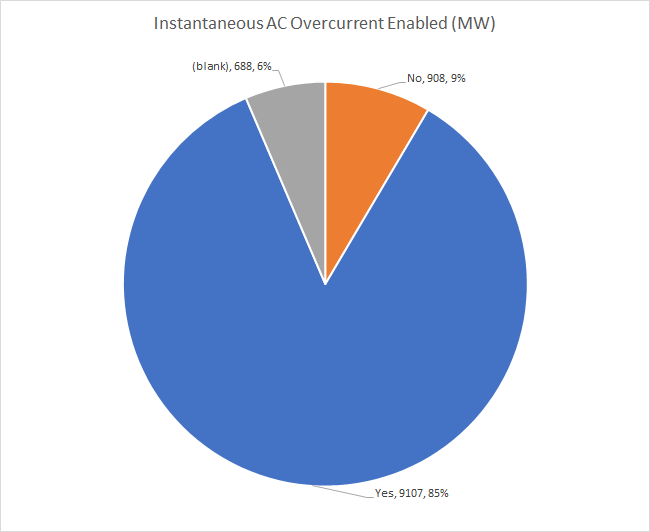 Instantaneous AC Overcurrent Enabled (MW)
(blank), 688, 6%
No, 908, 9%
Yes, 9107, 85%